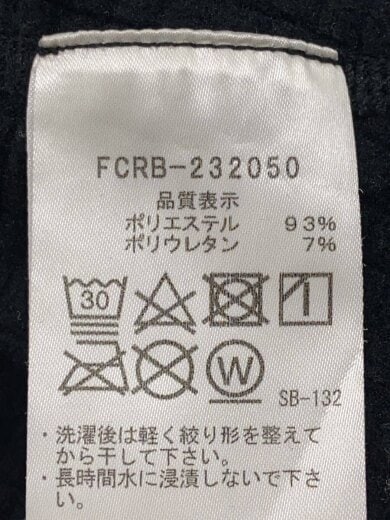 FCRB-232050
品質表示
ポリエステル 93%
ポリウレタン 7%
30
W
SB-132
・洗濯後は軽く絞り形を整えて
から干して下さい。
・長時間水に浸漬しないで下さ
い。